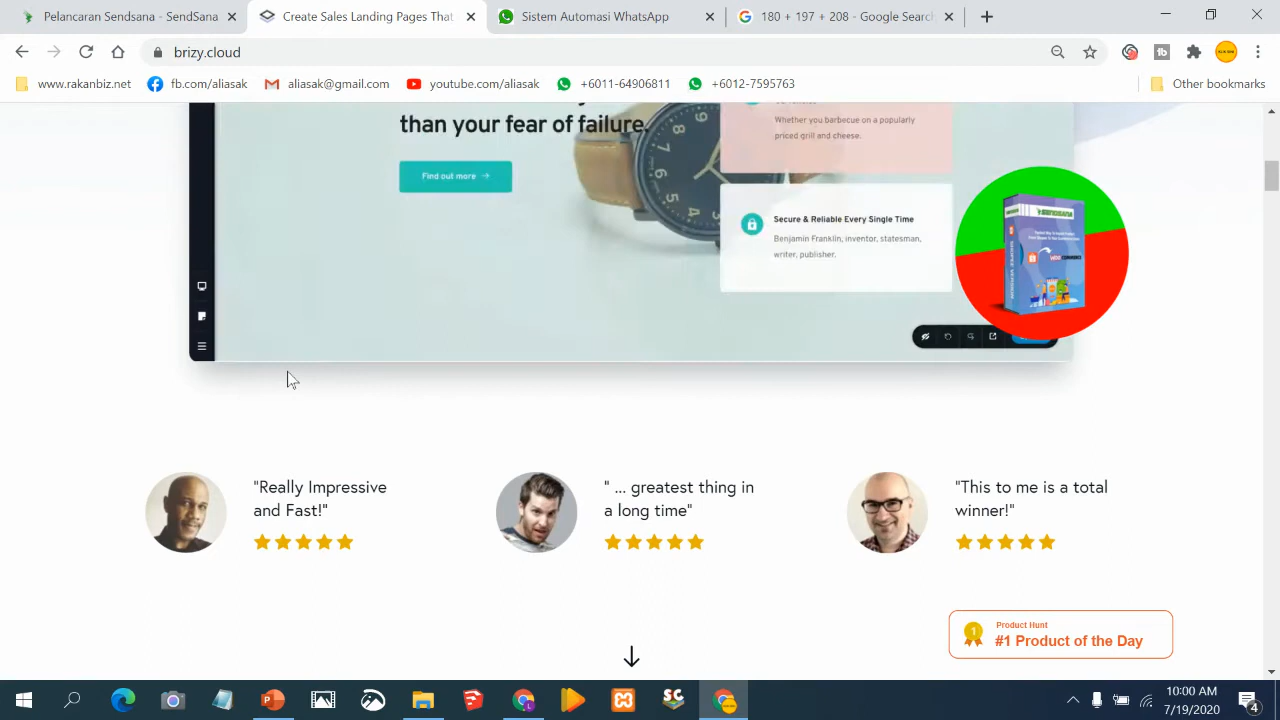 Pelancaran Sendsana - SendSana
Create Sales Landing Pages That
Sistem Automasi WhatsApp
180 + 197 + 208 - Google Search
brizy.cloud
www.rakanbiz.net
fb.com/aliasak
aliasak@gmail.com
youtube.com/aliasak
+6011-64906811
+6012-7595763
Other bookmarks
than your fear of failure.
Find out more →
Whether you barbecue on a popularly
priced grill and cheese.
Secure & Reliable Every Single Time
Benjamin Franklin, inventor, statesman,
writer, publisher.
"Really Impressive
and Fast!"
" ... greatest thing in
a long time"
"This to me is a total
winner!"
1
Product Hunt
#1 Product of the Day
10:00 AM
7/19/2020
4